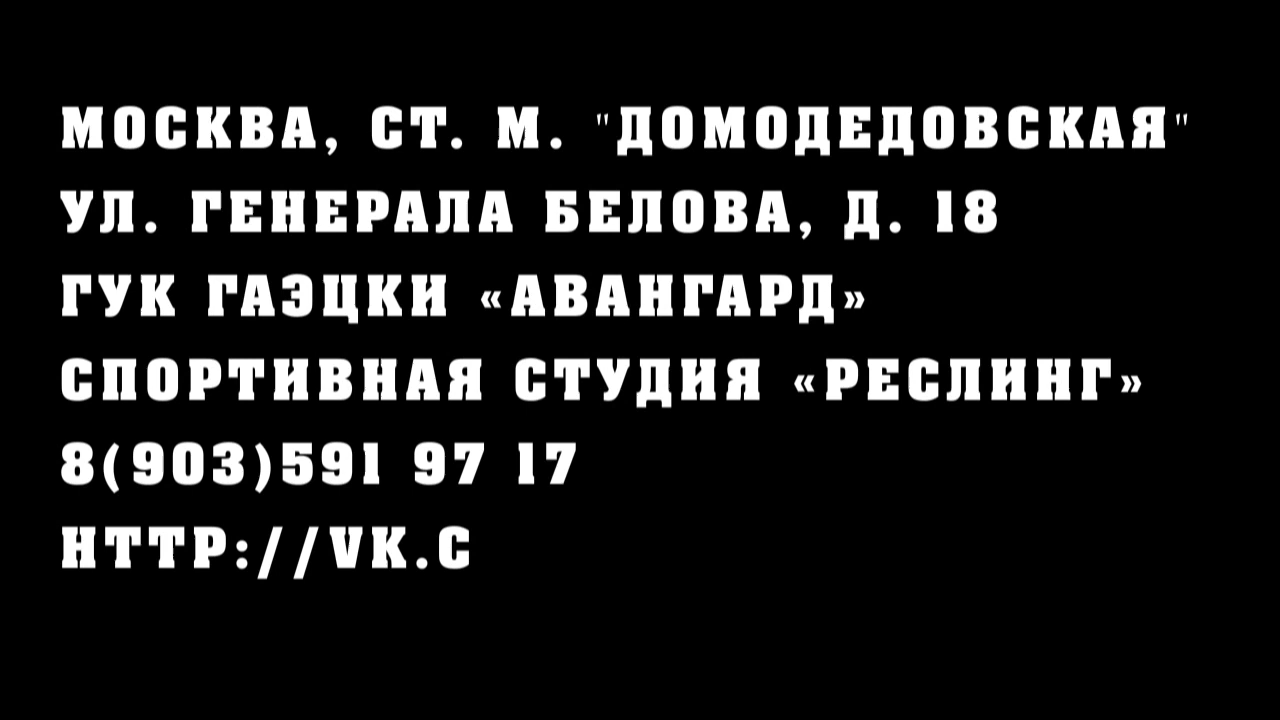 МОСКВА, СТ. М. "ДОМОДЕДОВСКАЯ"
УЛ. ГЕНЕРАЛА БЕЛОВА, Д. 18
ГУК ГАЭЦКИ «АВАНГАРД»
СПОРТИВНАЯ СТУДИЯ «РЕСЛИНГ»
8(903)591 97 17
HTTP://VK.C